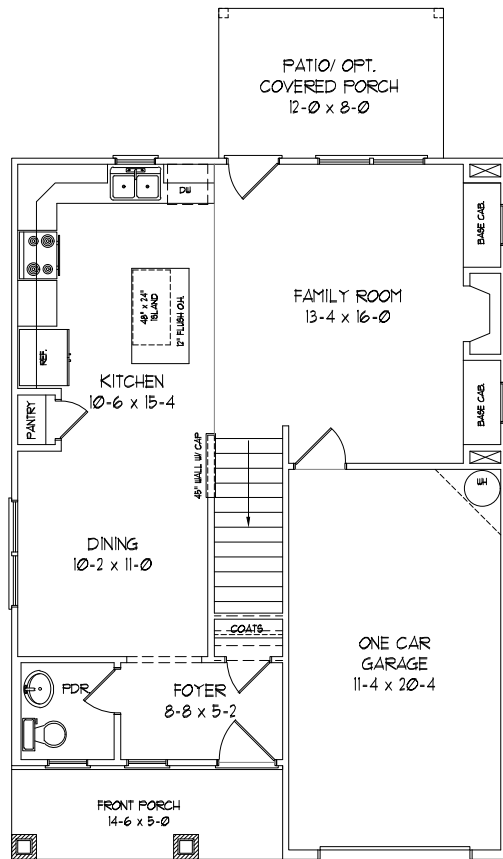 PATIO/ OPT.
COVERED PORCH
12-0 x 8-0
DW
BASE CAB.
FAMILY ROOM
13-4 x 16-0
48" x 24"
ISLAND
12" FLUSH O.H.
REF.
KITCHEN
10-6 x 15-4
BASE CAB.
PANTRY
45" WALL W/ CAP
WH
DINING
10-2 x 11-0
COATS
ONE CAR
GARAGE
11-4 x 20-4
PDR
FOYER
8-8 x 5-2
FRONT PORCH
14-6 x 5-0